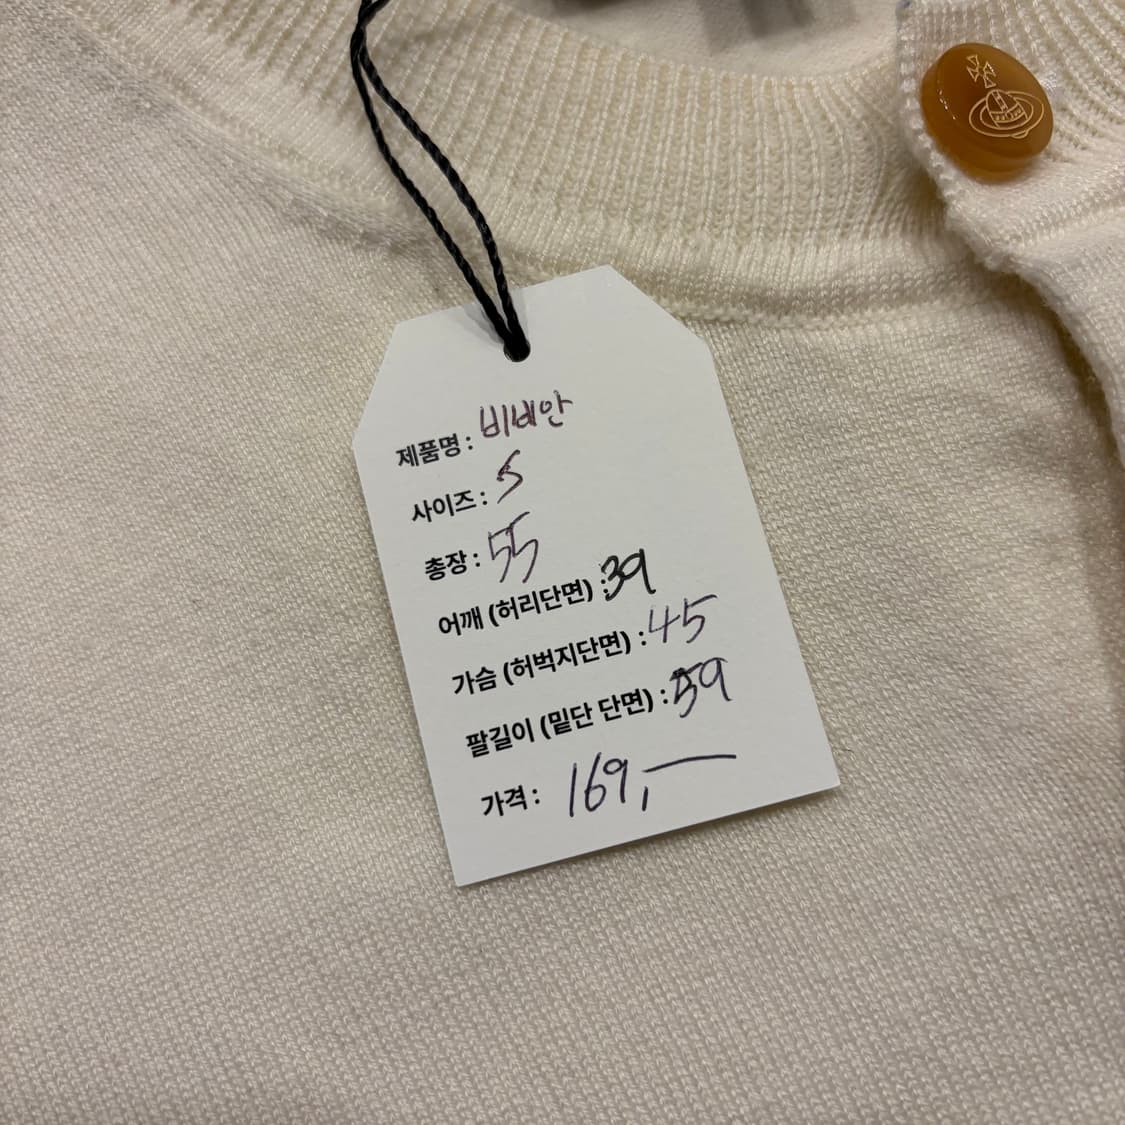 제품명 : 비비안
사이즈 : S
총장 : 55
어깨 (허리단면) : 39
가슴 (허벅지단면) : 45
팔길이 (밑단 단면) : 59
가격 : 169,―